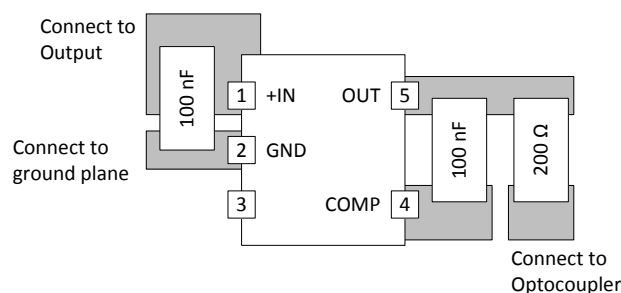 Connect to
Output
100 nF
1 +IN
OUT 5
Connect to
ground plane
2 GND
100 nF
200 Ω
3
COMP 4
Connect to
Optocoupler